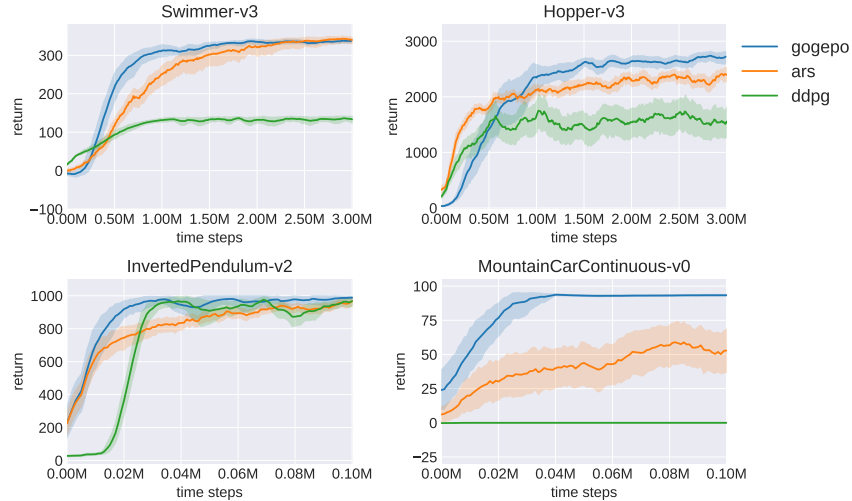 Swimmer-v3
300
200
100
0
−100
return
0.00M 0.50M 1.00M 1.50M 2.00M 2.50M 3.00M
time steps
Hopper-v3
3000
2000
1000
0
return
0.00M 0.50M 1.00M 1.50M 2.00M 2.50M 3.00M
time steps
gogepo
ars
ddpg
InvertedPendulum-v2
1000
800
600
400
200
0
return
0.00M 0.02M 0.04M 0.06M 0.08M 0.10M
time steps
MountainCarContinuous-v0
100
75
50
25
0
−25
return
0.00M 0.02M 0.04M 0.06M 0.08M 0.10M
time steps